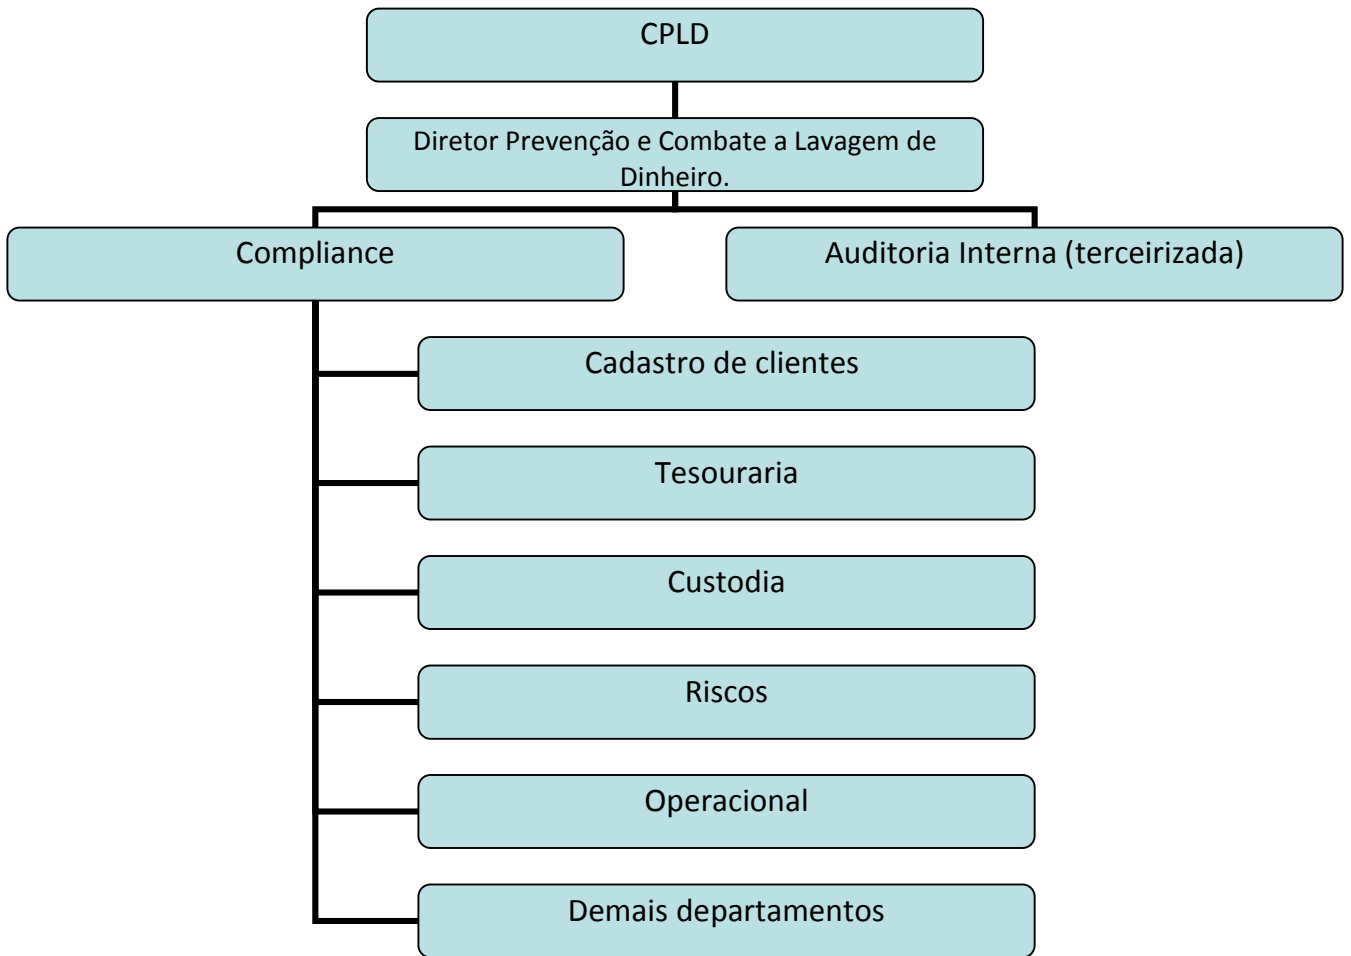 CPLD
Diretor Prevenção e Combate a Lavagem de
Dinheiro.
Compliance
Auditoria Interna (terceirizada)
Cadastro de clientes
Tesouraria
Custodia
Riscos
Operacional
Demais departamentos